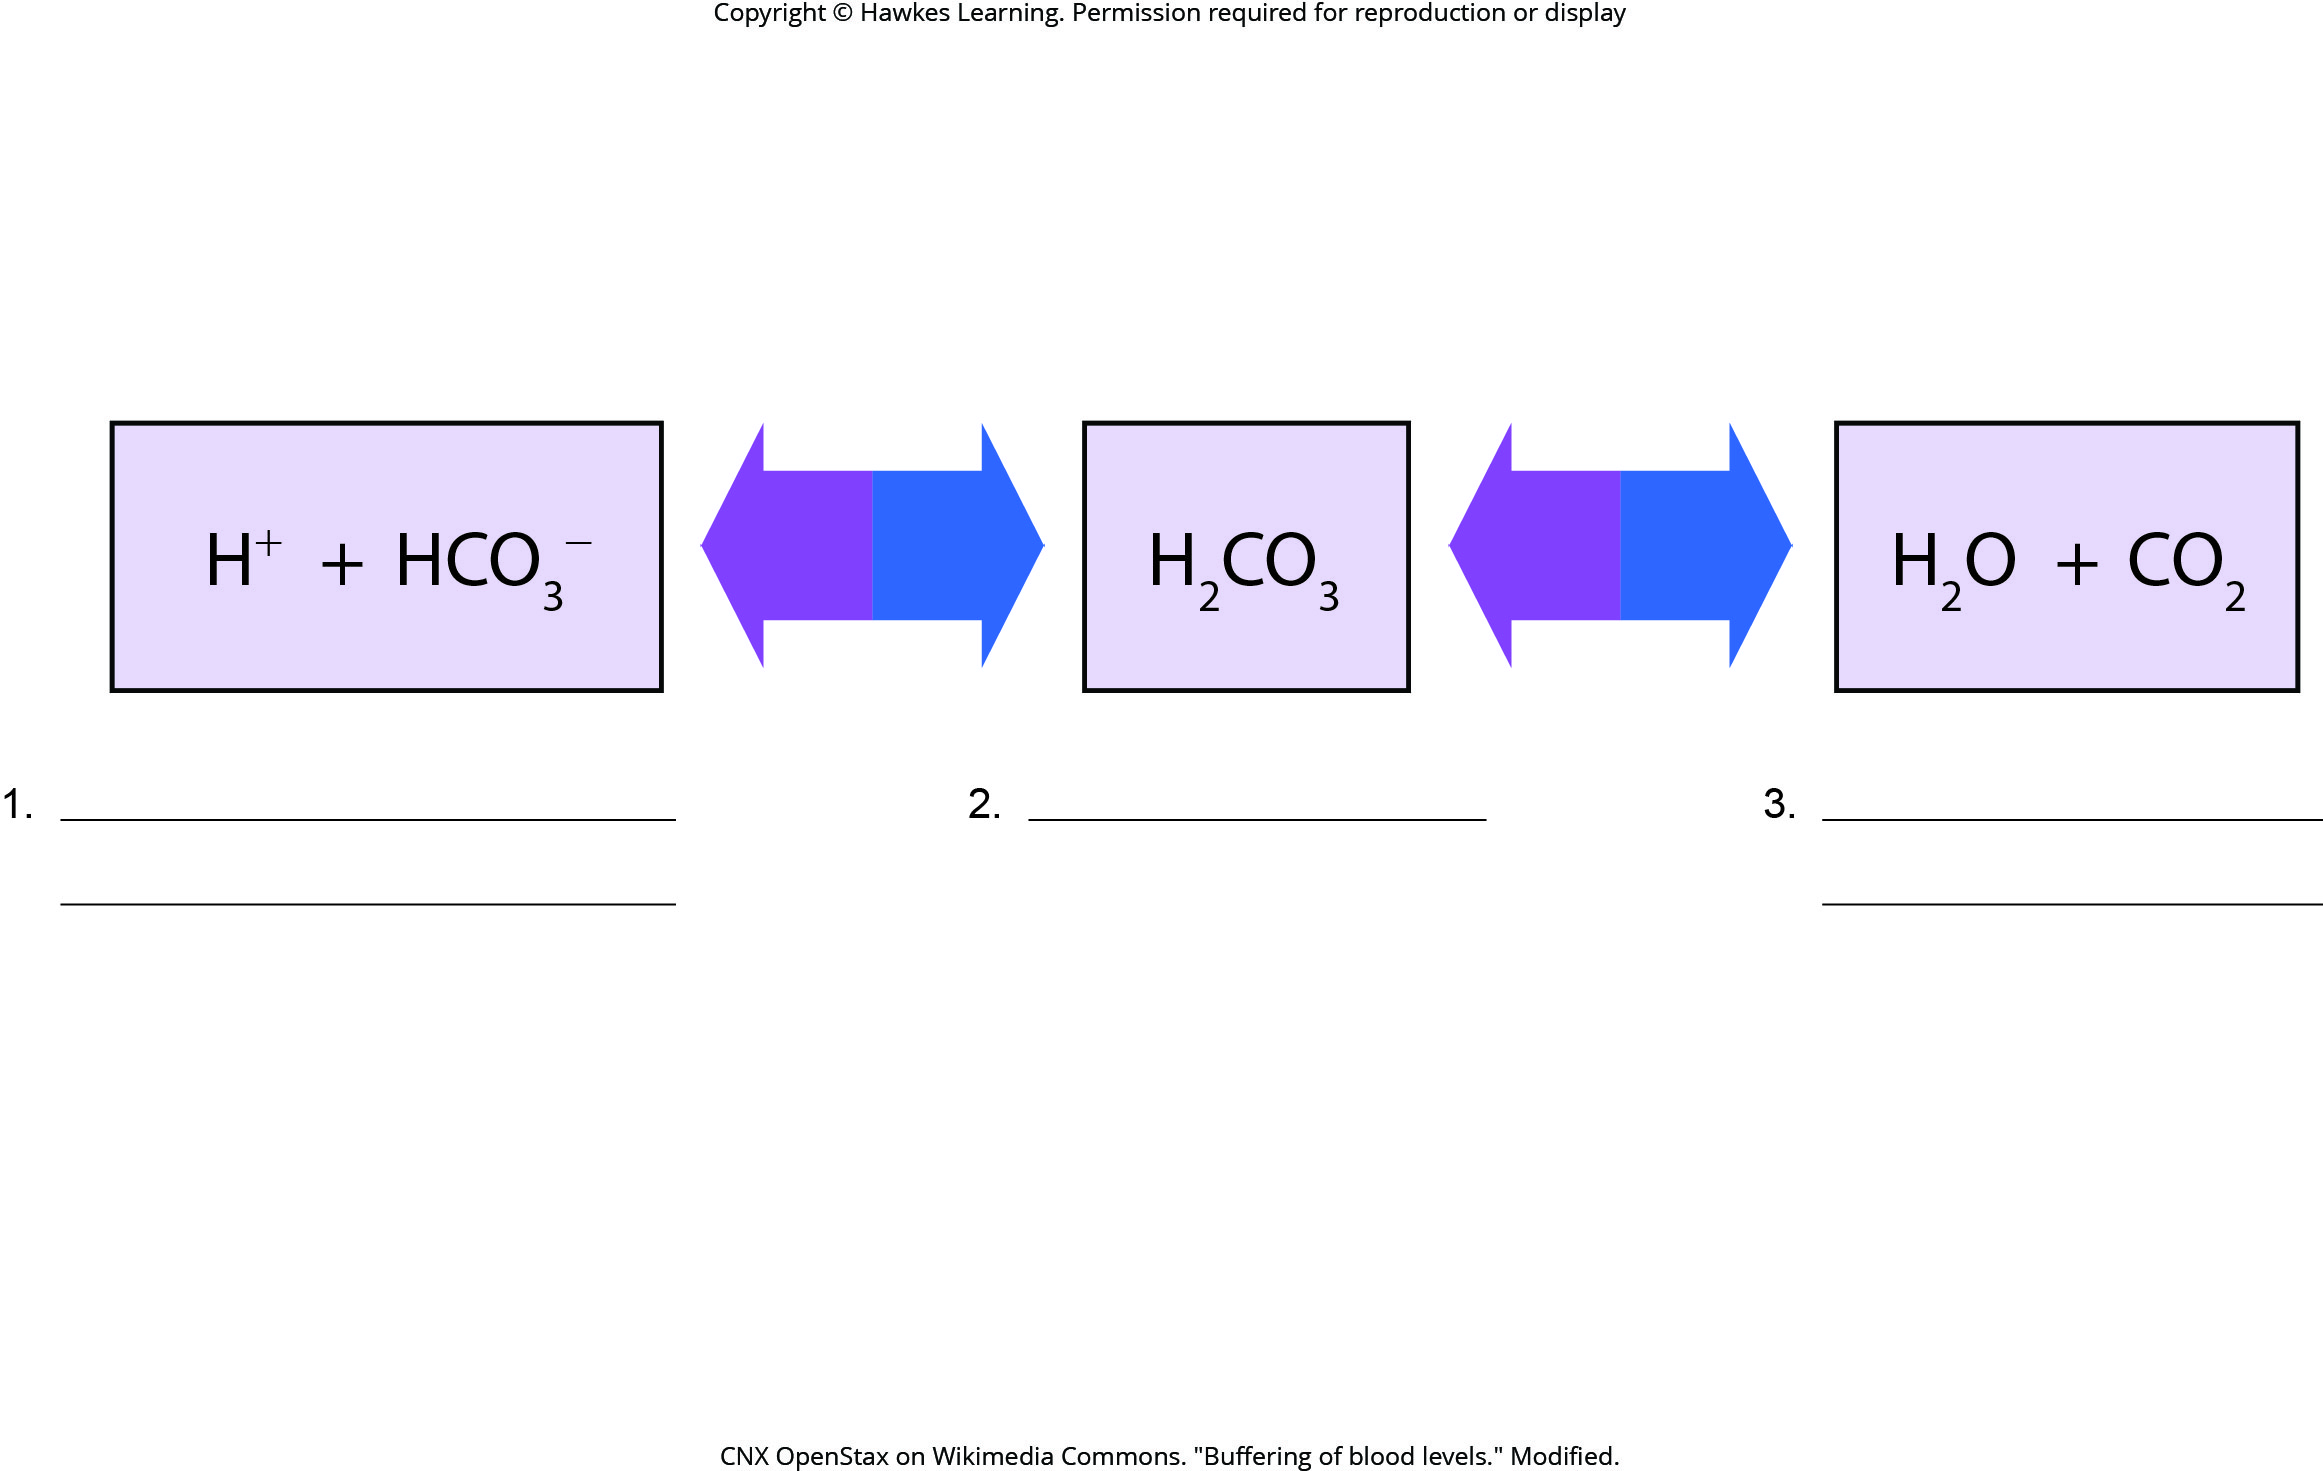 Copyright © Hawkes Learning. Permission required for reproduction or display
H⁺ + HCO₃⁻
H₂CO₃
H₂O + CO₂
1.
2.
3.
CNX OpenStax on Wikimedia Commons. "Buffering of blood levels." Modified.